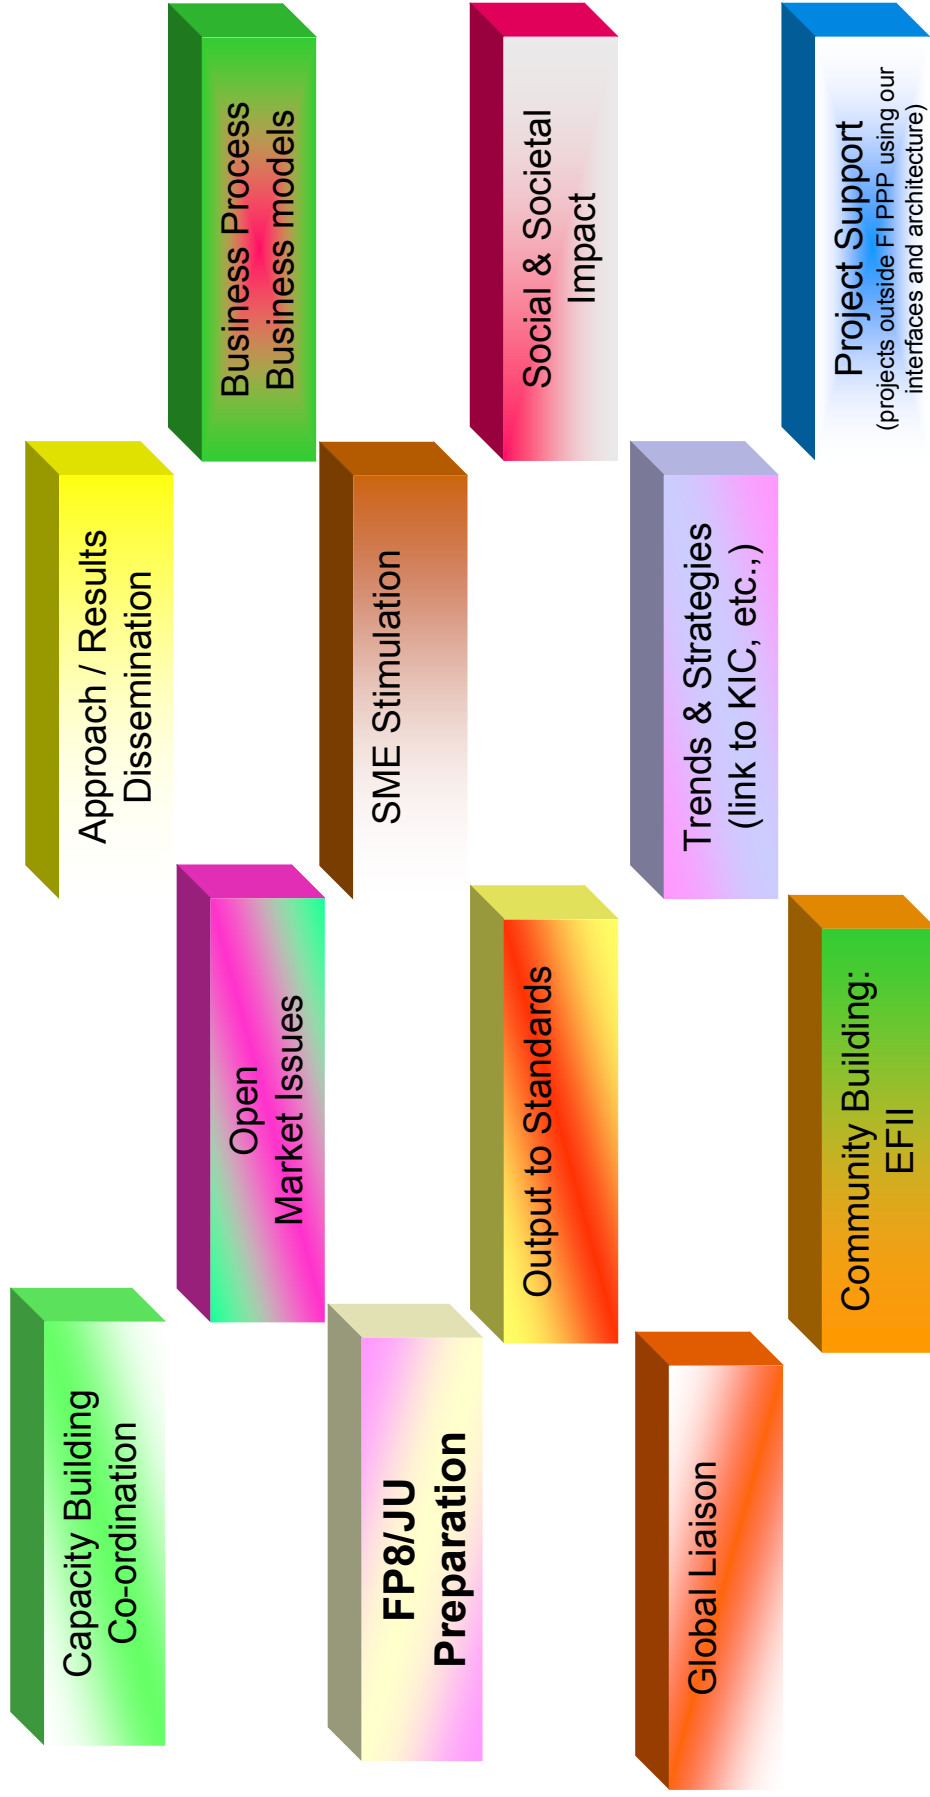 Capacity Building
Co-ordination
Approach / Results
Dissemination
Open
Market Issues
Business Process
Business models
FP8/JU
Preparation
SME Stimulation
Output to Standards
Social & Societal
Impact
Global Liaison
Trends & Strategies
(link to KIC, etc.,)
Community Building:
EFII
Project Support
(projects outside FI PPP using our
interfaces and architecture)